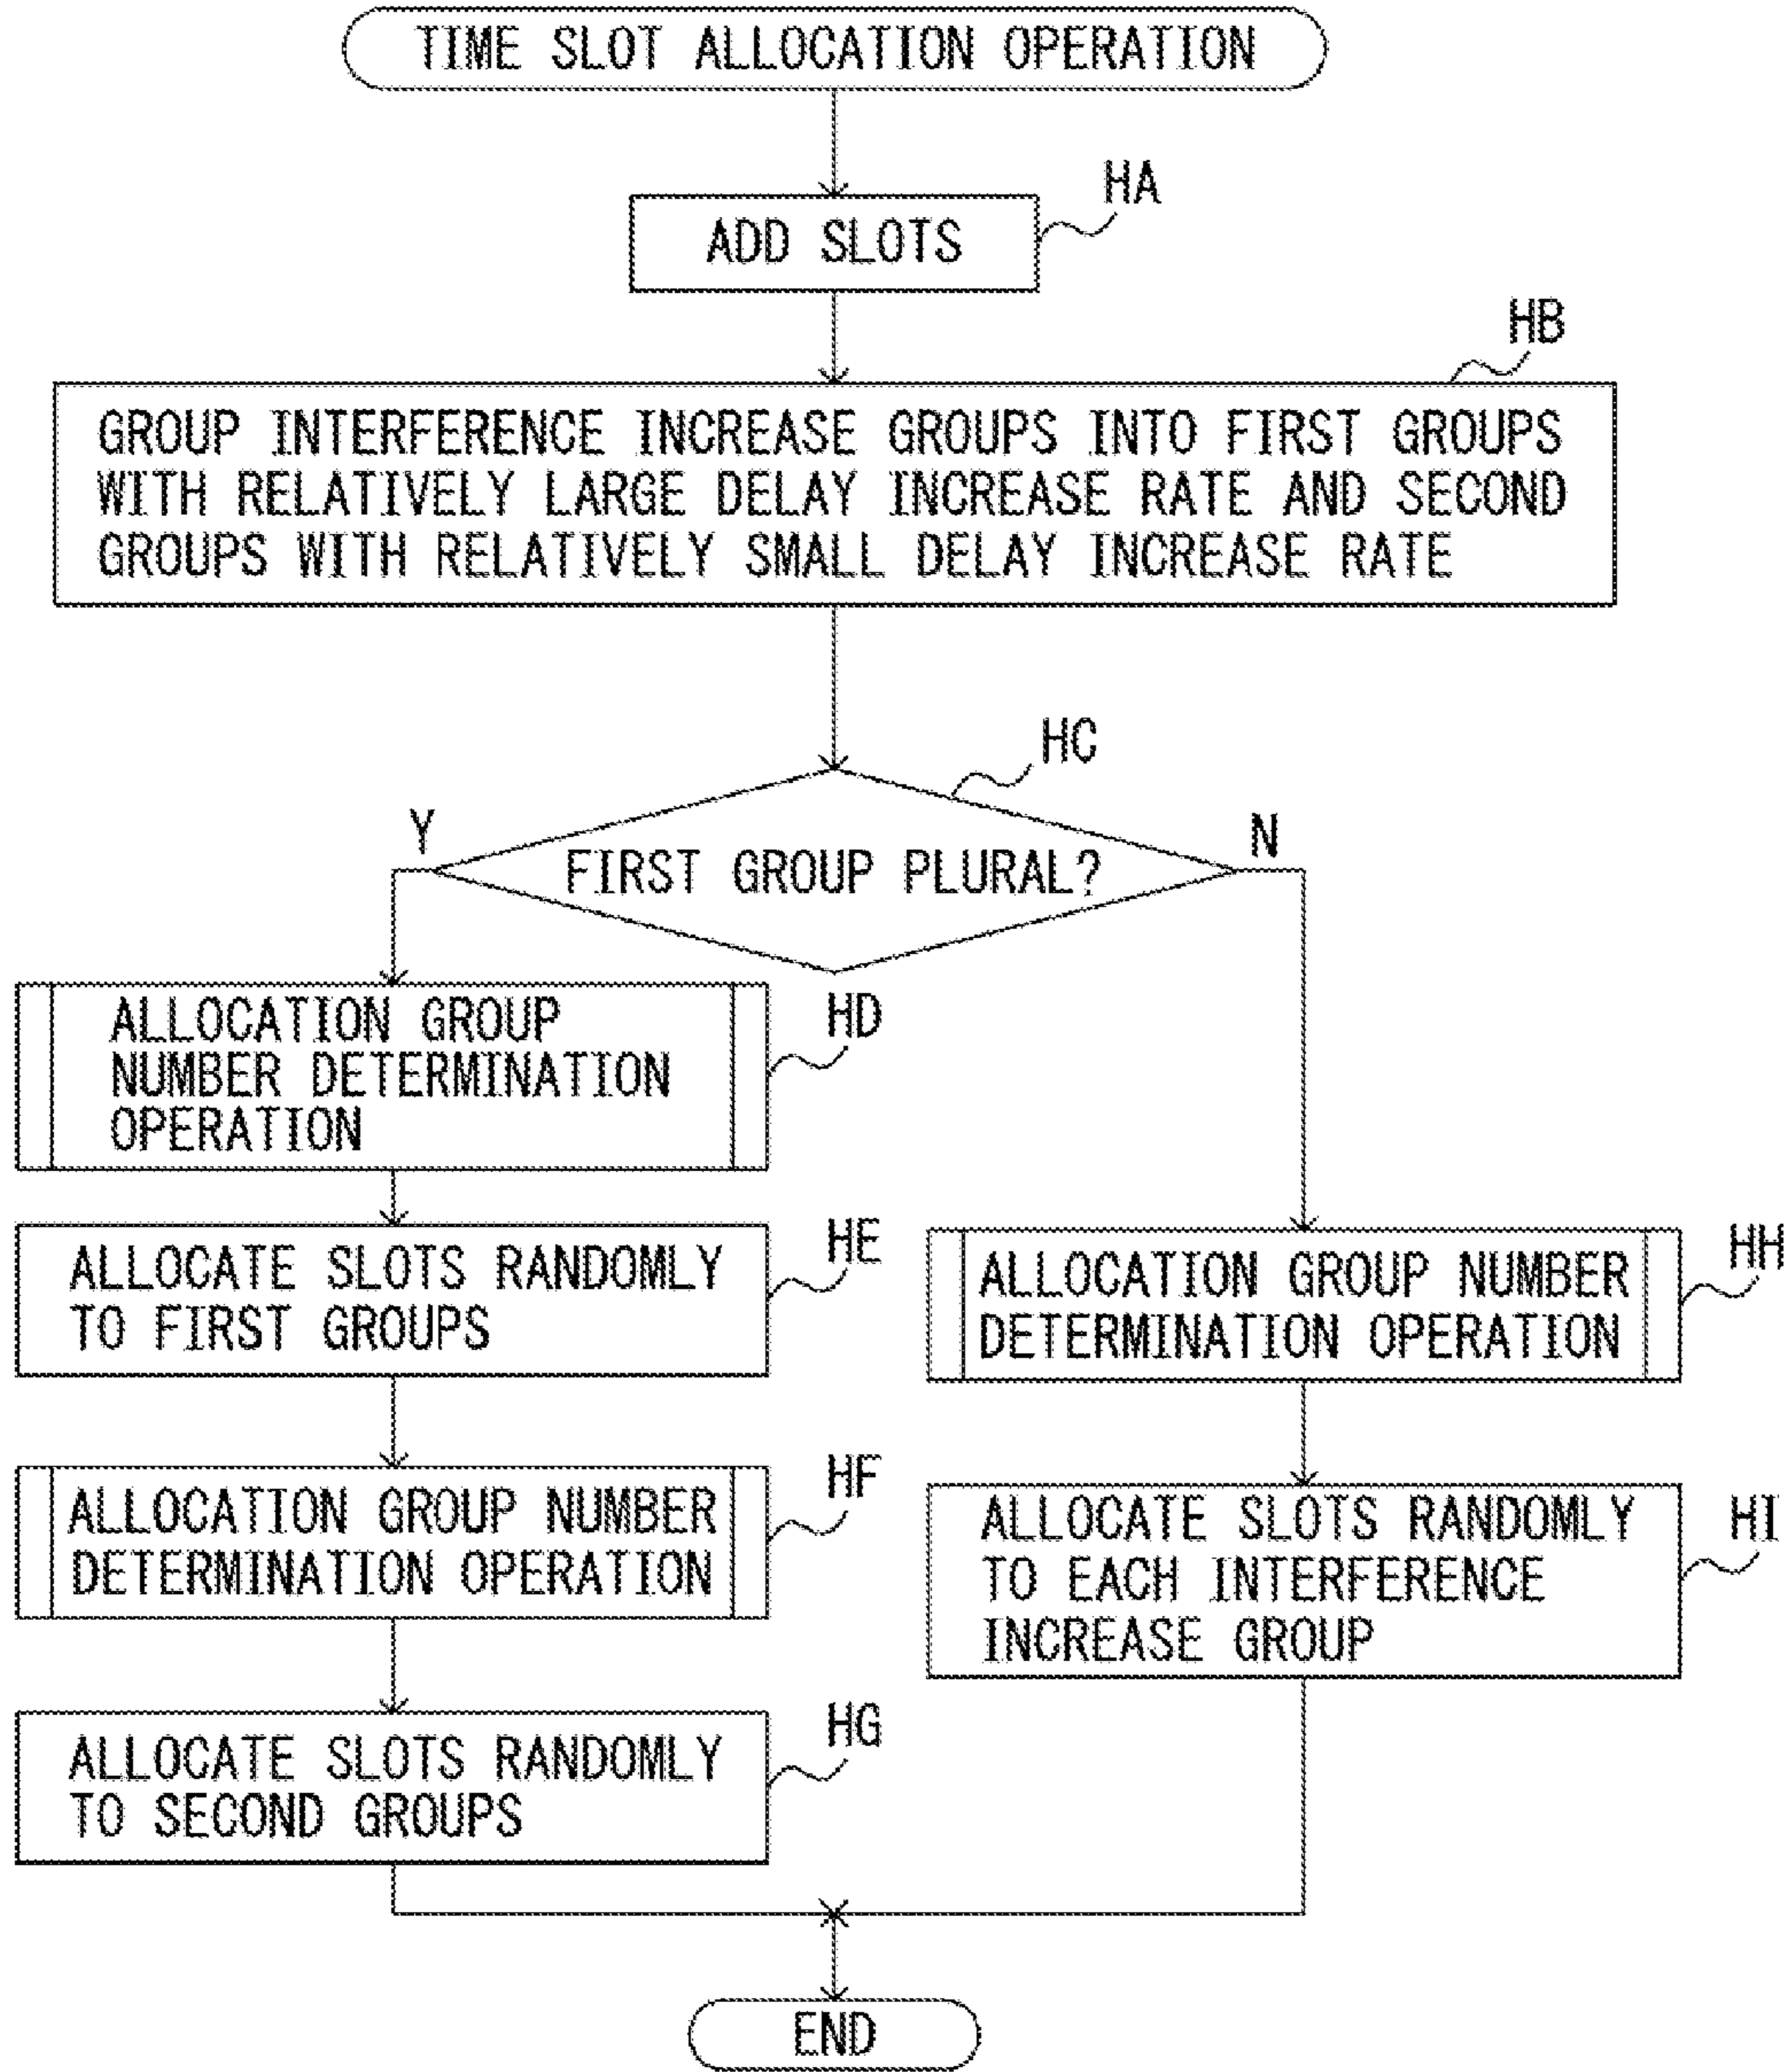 TIME SLOT ALLOCATION OPERATION
HA
ADD SLOTS
HB
GROUP INTERFERENCE INCREASE GROUPS INTO FIRST GROUPS
WITH RELATIVELY LARGE DELAY INCREASE RATE AND SECOND
GROUPS WITH RELATIVELY SMALL DELAY INCREASE RATE
HC
Y
N
FIRST GROUP PLURAL?
HD
ALLOCATION GROUP
NUMBER DETERMINATION
OPERATION
HE
ALLOCATE SLOTS RANDOMLY
TO FIRST GROUPS
HF
ALLOCATION GROUP NUMBER
DETERMINATION OPERATION
HG
ALLOCATE SLOTS RANDOMLY
TO SECOND GROUPS
HH
ALLOCATION GROUP NUMBER
DETERMINATION OPERATION
HI
ALLOCATE SLOTS RANDOMLY
TO EACH INTERFERENCE
INCREASE GROUP
END